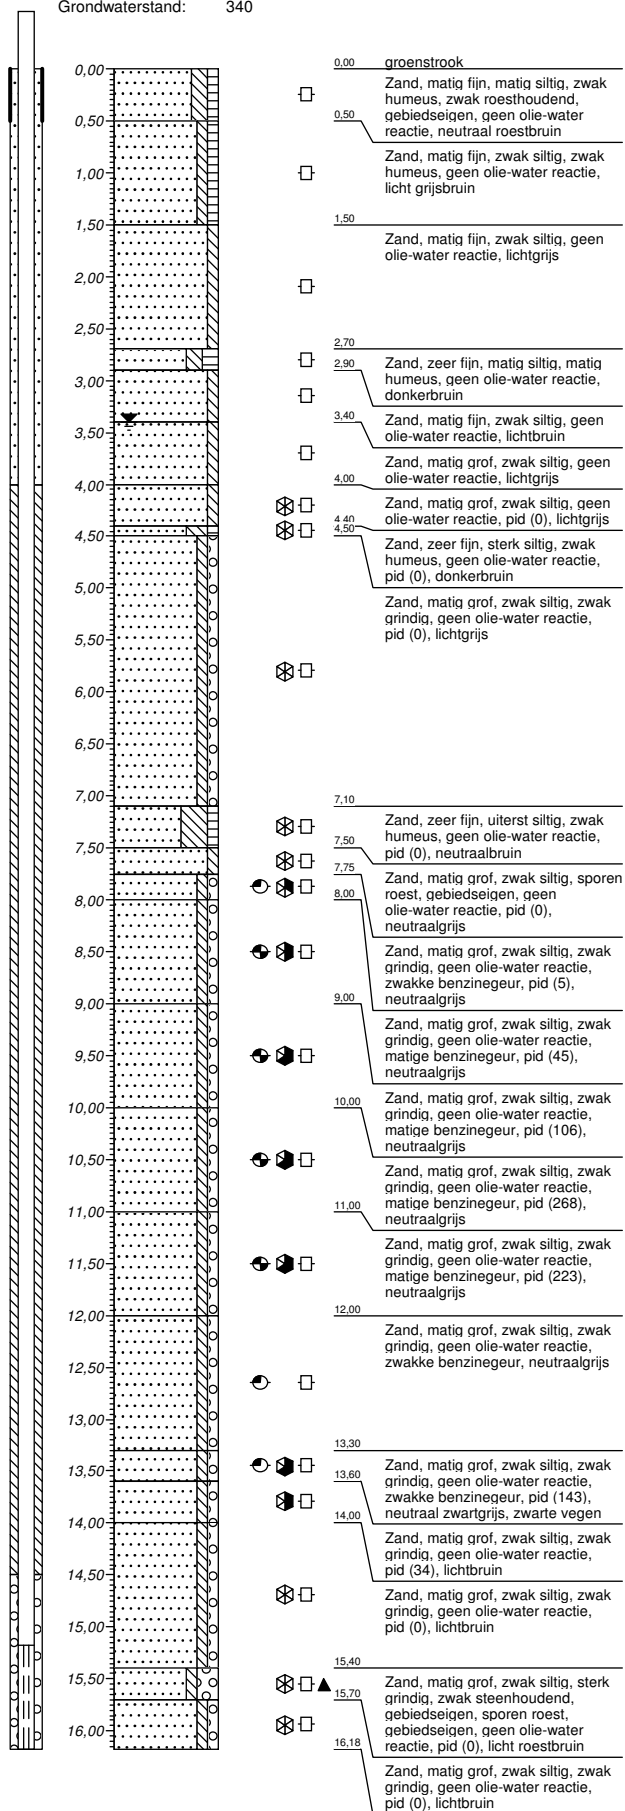 Grondwaterstand: 340
0,00
0,50
1,00
1,50
2,00
2,50
3,00
3,50
4,00
4,50
5,00
5,50
6,00
6,50
7,00
7,50
8,00
8,50
9,00
9,50
10,00
10,50
11,00
11,50
12,00
12,50
13,00
13,50
14,00
14,50
15,00
15,50
16,00
0,00
groenstrook
Zand, matig fijn, matig siltig, zwak
humeus, zwak roesthoudend,
gebiedseigen, geen olie-water
reactie, neutraal roestbruin
0,50
Zand, matig fijn, zwak siltig, zwak
humeus, geen olie-water reactie,
licht grijsbruin
1,50
Zand, matig fijn, zwak siltig, geen
olie-water reactie, lichtgrijs
2,70
Zand, zeer fijn, matig siltig, matig
humeus, geen olie-water reactie,
donkerbruin
2,90
Zand, matig fijn, zwak siltig, geen
olie-water reactie, lichtbruin
3,40
Zand, matig grof, zwak siltig, geen
olie-water reactie, lichtgrijs
4,00
Zand, matig grof, zwak siltig, geen
olie-water reactie, pid (0), lichtgrijs
4,40
Zand, zeer fijn, sterk siltig, zwak
humeus, geen olie-water reactie,
pid (0), donkerbruin
4,50
Zand, matig grof, zwak siltig, zwak
grindig, geen olie-water reactie,
pid (0), lichtgrijs
7,10
Zand, zeer fijn, uiterst siltig, zwak
humeus, geen olie-water reactie,
pid (0), neutraalbruin
7,50
Zand, matig grof, zwak siltig, sporen
roest, gebiedseigen, geen
olie-water reactie, pid (0),
neutraalgrijs
7,75
Zand, matig grof, zwak siltig, zwak
grindig, geen olie-water reactie,
zwakke benzinegeur, pid (5),
neutraalgrijs
8,00
Zand, matig grof, zwak siltig, zwak
grindig, geen olie-water reactie,
matige benzinegeur, pid (45),
neutraalgrijs
9,00
Zand, matig grof, zwak siltig, zwak
grindig, geen olie-water reactie,
matige benzinegeur, pid (106),
neutraalgrijs
10,00
Zand, matig grof, zwak siltig, zwak
grindig, geen olie-water reactie,
matige benzinegeur, pid (268),
neutraalgrijs
11,00
Zand, matig grof, zwak siltig, zwak
grindig, geen olie-water reactie,
matige benzinegeur, pid (223),
neutraalgrijs
12,00
Zand, matig grof, zwak siltig, zwak
grindig, geen olie-water reactie,
zwakke benzinegeur, neutraalgrijs
13,30
Zand, matig grof, zwak siltig, zwak
grindig, geen olie-water reactie,
zwakke benzinegeur, pid (143),
neutraal zwartgrijs, zwarte vegen
13,60
Zand, matig grof, zwak siltig, zwak
grindig, geen olie-water reactie,
pid (34), lichtbruin
14,00
Zand, matig grof, zwak siltig, zwak
grindig, geen olie-water reactie,
pid (0), lichtbruin
15,40
Zand, matig grof, zwak siltig, sterk
grindig, zwak steenhoudend,
gebiedseigen, sporen roest,
gebiedseigen, geen olie-water
reactie, pid (0), licht roestbruin
15,70
Zand, matig grof, zwak siltig, zwak
grindig, geen olie-water reactie,
pid (0), lichtbruin
16,18